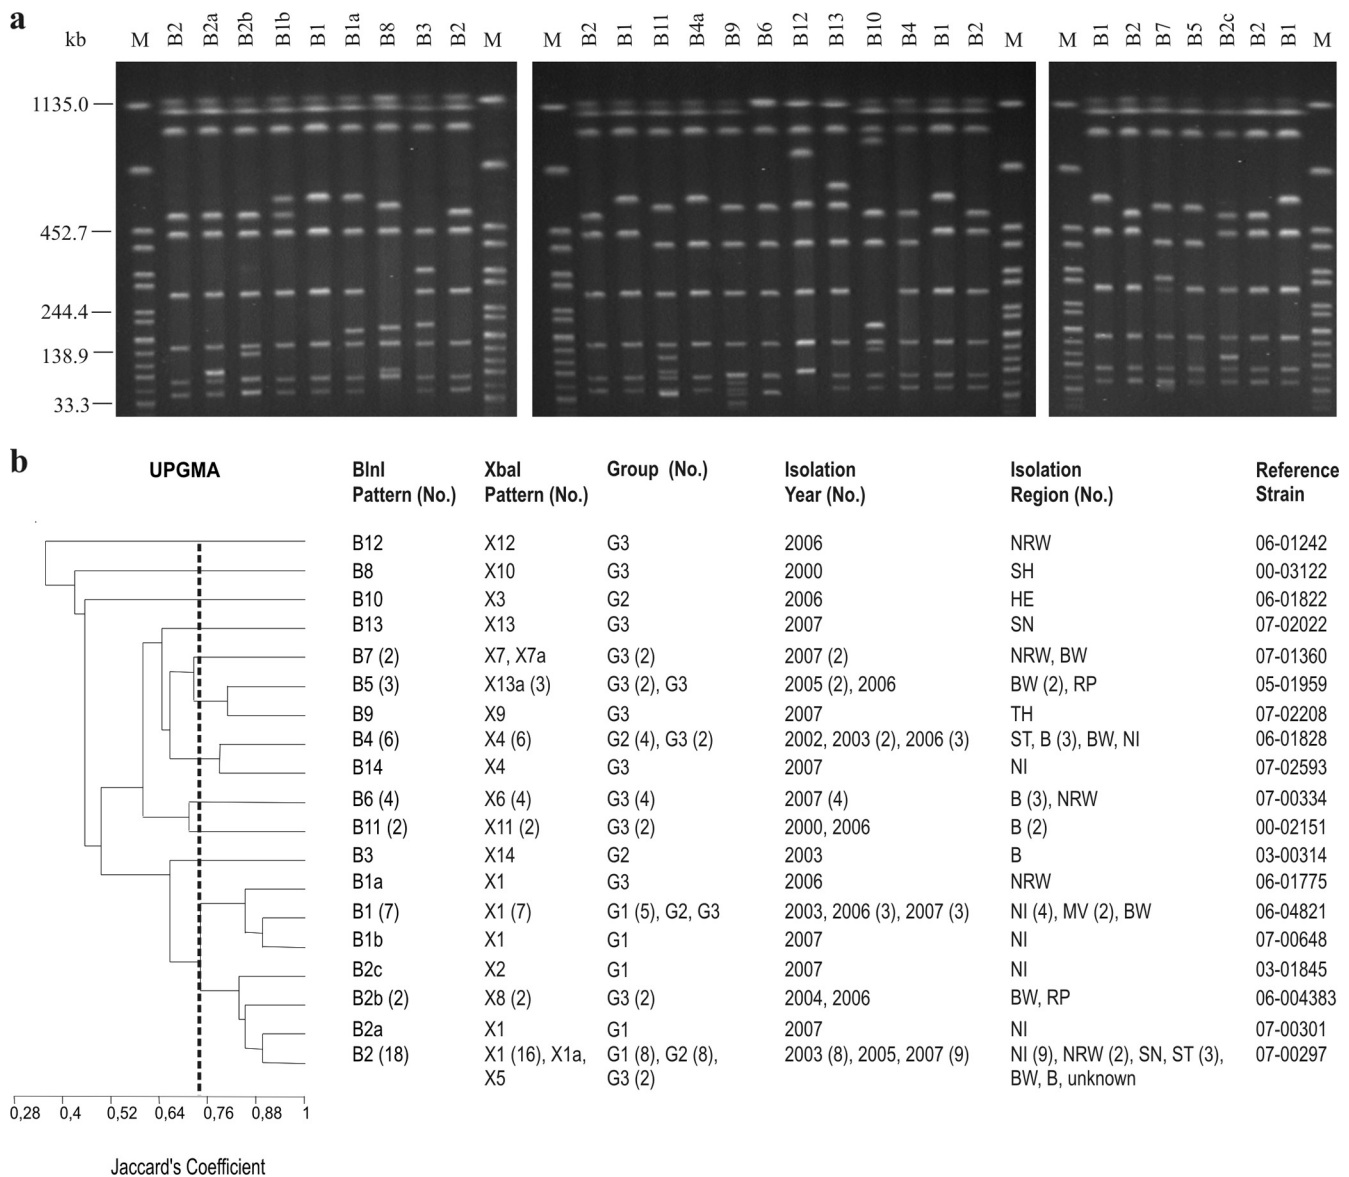 a
kb M B2 B2a B2b B1b B1 B1a B8 B3 B2 M M B2 B1 B11 B4a B9 B6 B12 B13 B10 B4 B1 B2 M M B1 B2 B7 B5 B2c B2 B1 M
1135.0
452.7
244.4
138.9
33.3
b
UPGMA BlnI XbaI Group (No.) Isolation Isolation Reference
Pattern (No.) Pattern (No.) Year (No.) Region (No.) Strain
B12 X12 G3 2006 NRW 06-01242
B8 X10 G3 2000 SH 00-03122
B10 X3 G2 2006 HE 06-01822
B13 X13 G3 2007 SN 07-02022
B7 (2) X7, X7a G3 (2) 2007 (2) NRW, BW 07-01360
B5 (3) X13a (3) G3 (2), G3 2005 (2), 2006 BW (2), RP 05-01959
B9 X9 G3 2007 TH 07-02208
B4 (6) X4 (6) G2 (4), G3 (2) 2002, 2003 (2), 2006 (3) ST, B (3), BW, NI 06-01828
B14 X4 G3 2007 NI 07-02593
B6 (4) X6 (4) G3 (4) 2007 (4) B (3), NRW 07-00334
B11 (2) X11 (2) G3 (2) 2000, 2006 B (2) 00-02151
B3 X14 G2 2003 B 03-00314
B1a X1 G3 2006 NRW 06-01775
B1 (7) X1 (7) G1 (5), G2, G3 2003, 2006 (3), 2007 (3) NI (4), MV (2), BW 06-04821
B1b X1 G1 2007 NI 07-00648
B2c X2 G1 2007 NI 03-01845
B2b (2) X8 (2) G3 (2) 2004, 2006 BW, RP 06-004383
B2a X1 G1 2007 NI 07-00301
B2 (18) X1 (16), X1a, G1 (8), G2 (8), 2003 (8), 2005, 2007 (9) NI (9), NRW (2), SN, ST (3), 07-00297
X5 G3 (2) BW, B, unknown
0,28 0,4 0,52 0,64 0,76 0,88 1
Jaccard's Coefficient